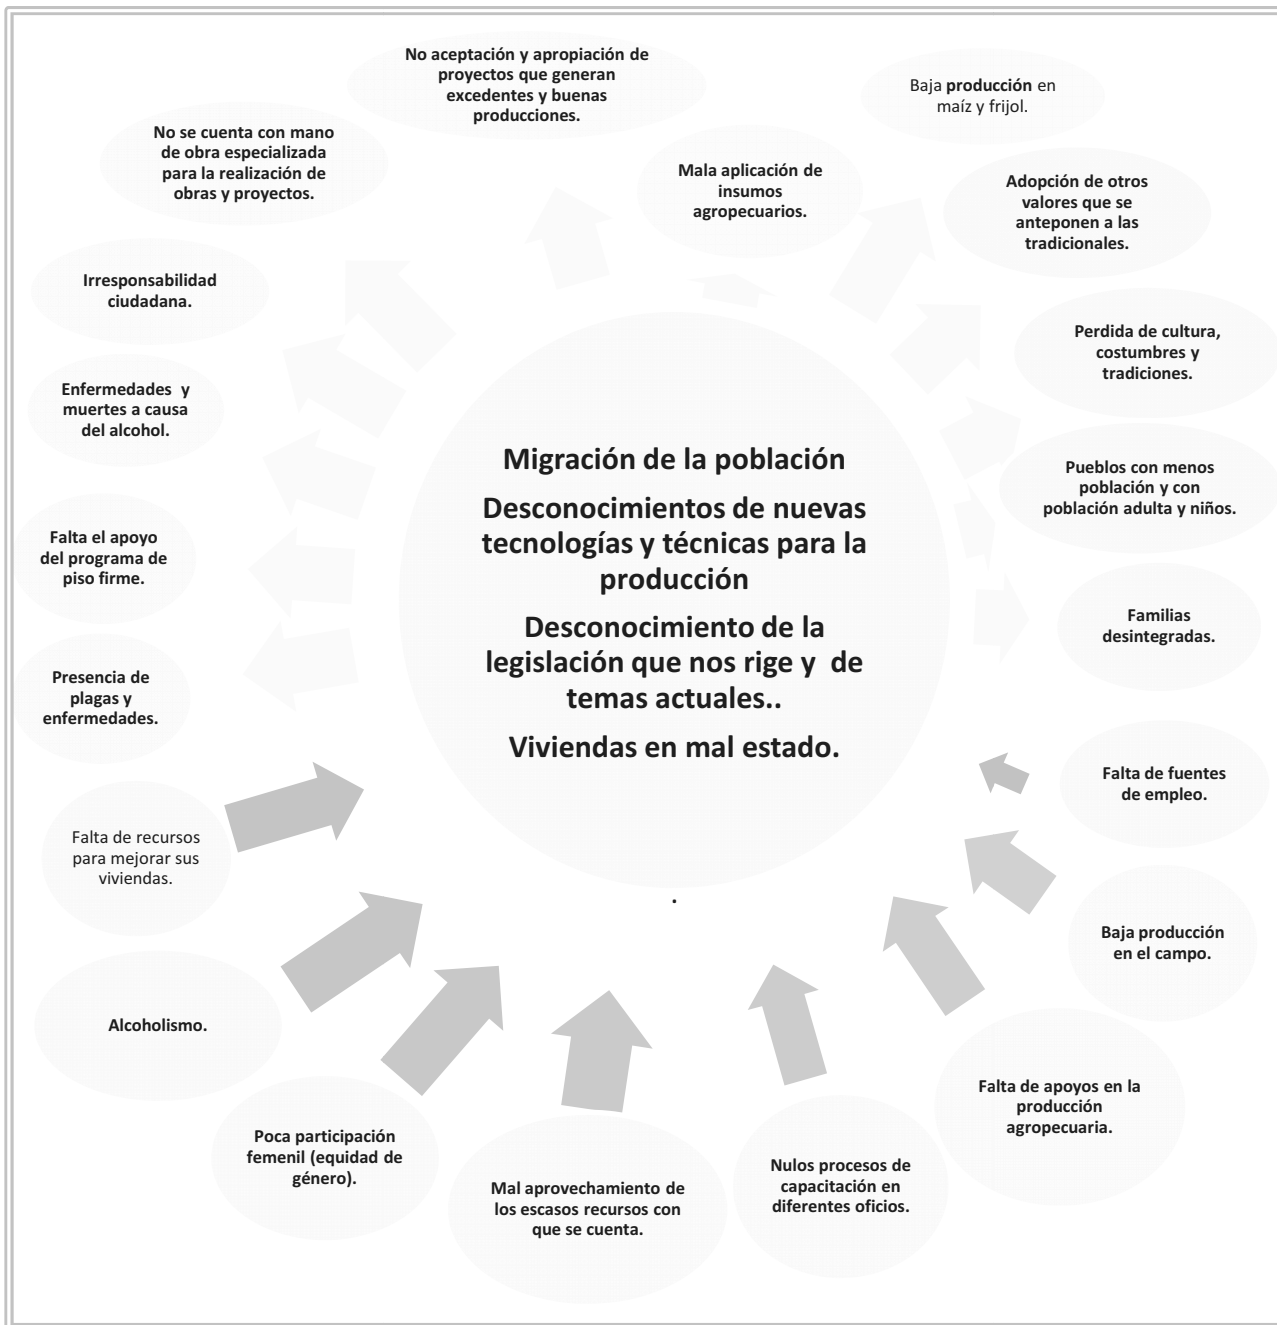 No aceptación y apropiación de
proyectos que generan
excedentes y buenas
producciones.
Baja producción en
maíz y frijol.
No se cuenta con mano
de obra especializada
para la realización de
obras y proyectos.
Mala aplicación de
insumos
agropecuarios.
Adopción de otros
valores que se
anteponen a las
tradicionales.
Irresponsabilidad
ciudadana.
Perdida de cultura,
costumbres y
tradiciones.
Enfermedades y
muertes a causa
del alcohol.
Pueblos con menos
población y con
población adulta y niños.
Migración de la población
Desconocimientos de nuevas
tecnologías y técnicas para la
producción
Desconocimiento de la
legislación que nos rige y de
temas actuales..
Viviendas en mal estado.
.
Falta el apoyo
del programa de
piso firme.
Familias
desintegradas.
Presencia de
plagas y
enfermedades.
Falta de fuentes
de empleo.
Falta de recursos
para mejorar sus
viviendas.
Baja producción
en el campo.
Alcoholismo.
Falta de apoyos en la
producción
agropecuaria.
Poca participación
femenil (equidad de
género).
Mal aprovechamiento de
los escasos recursos con
que se cuenta.
Nulos procesos de
capacitación en
diferentes oficios.